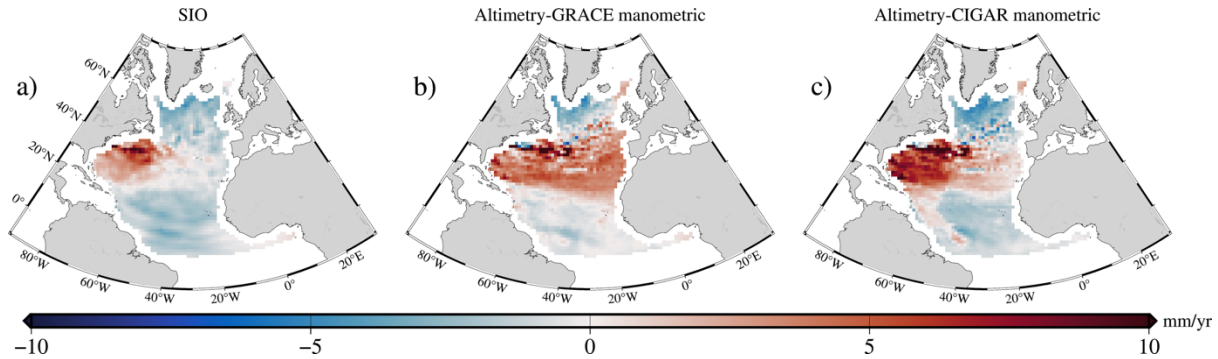 SIO
Altimetry-GRACE manometric
Altimetry-CIGAR manometric
a)
b)
c)
60°N
40°N
20°N
0°
80°W
60°W
40°W
20°W
0°
20°E
80°W
60°W
40°W
20°W
0°
20°E
80°W
60°W
40°W
20°W
0°
20°E
−10
−5
0
5
10
mm/yr